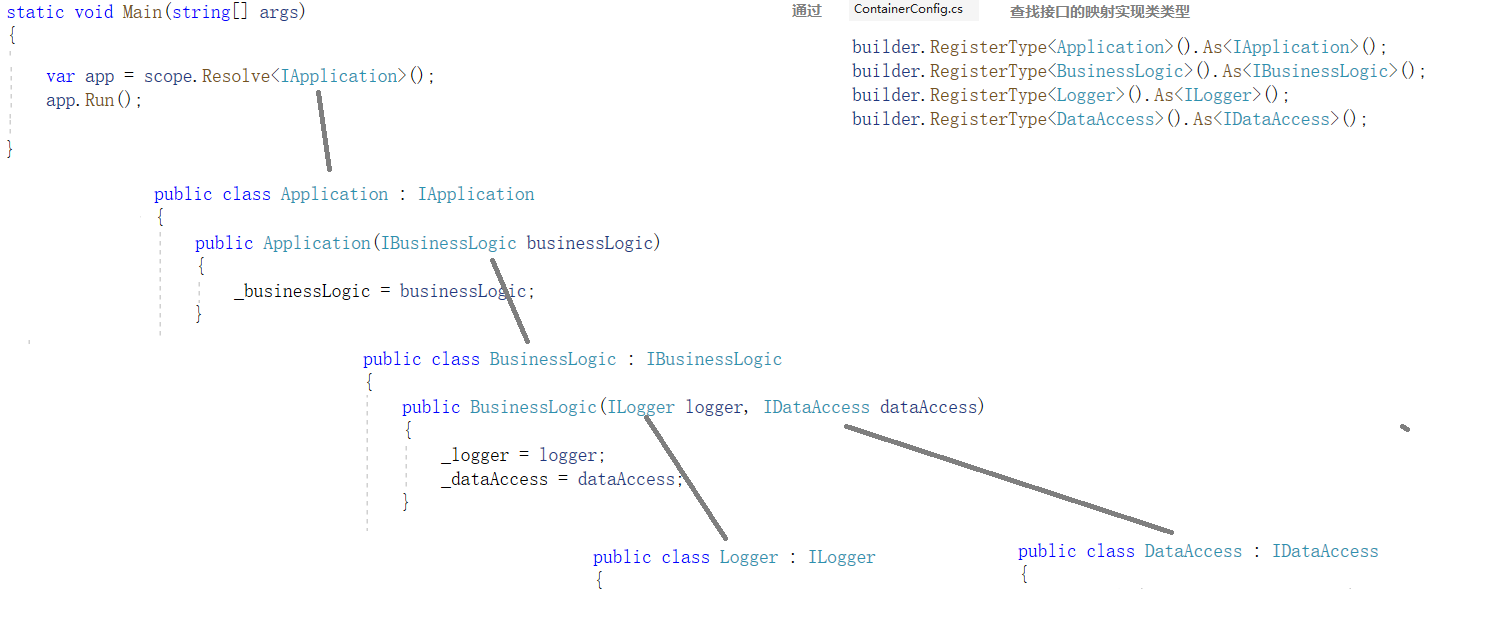 static void Main(string[] args)
{
var app = scope.Resolve<IApplication>();
app.Run();
}
通过 ContainerConfig.cs 查找接口的映射实现类类型
builder.RegisterType<Application>().As<IApplication>();
builder.RegisterType<BusinessLogic>().As<IBusinessLogic>();
builder.RegisterType<Logger>().As<ILogger>();
builder.RegisterType<DataAccess>().As<IDataAccess>();
public class Application : IApplication
{
public Application(IBusinessLogic businessLogic)
{
_businessLogic = businessLogic;
}
public class BusinessLogic : IBusinessLogic
{
public BusinessLogic(ILogger logger, IDataAccess dataAccess)
{
_logger = logger;
_dataAccess = dataAccess;
}
public class Logger : ILogger
{
public class DataAccess : IDataAccess
{